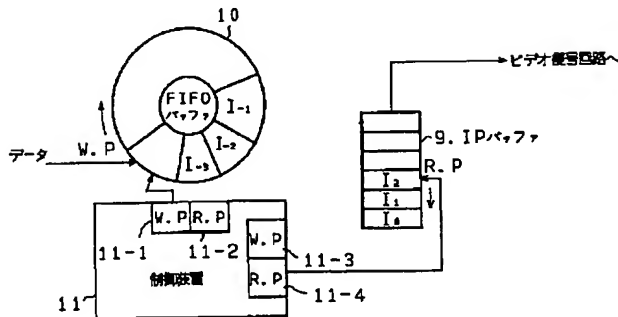 10
FIFO
バッファ
I-1
I-2
I-3
W.P
データ
ビデオ復号回路へ
9.IPバッファ
R.P
I2
I1
I0
W.P R.P
11-1
11-2
W.P
11-3
R.P
11-4
制御装置
11